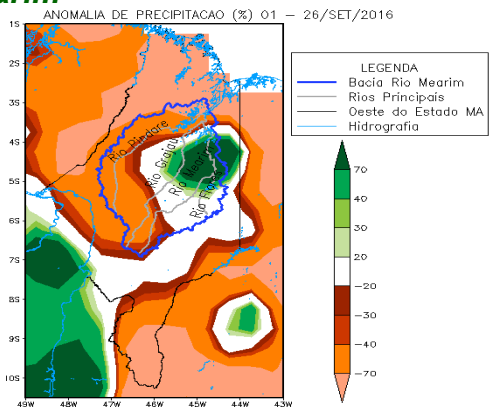 ANOMALIA DE PRECIPITACAO (%) 01 – 26/SET/2016
1S
2S
3S
4S
5S
6S
7S
8S
9S
10S
49W 48W 47W 46W 45W 44W 43W
Rio Pindare
Rio Grajau
Rio Mearim
Rio Flores
LEGENDA
Bacia Rio Mearim
Rios Principais
Oeste do Estado MA
Hidrografia
70
40
30
20
−20
−30
−40
−70